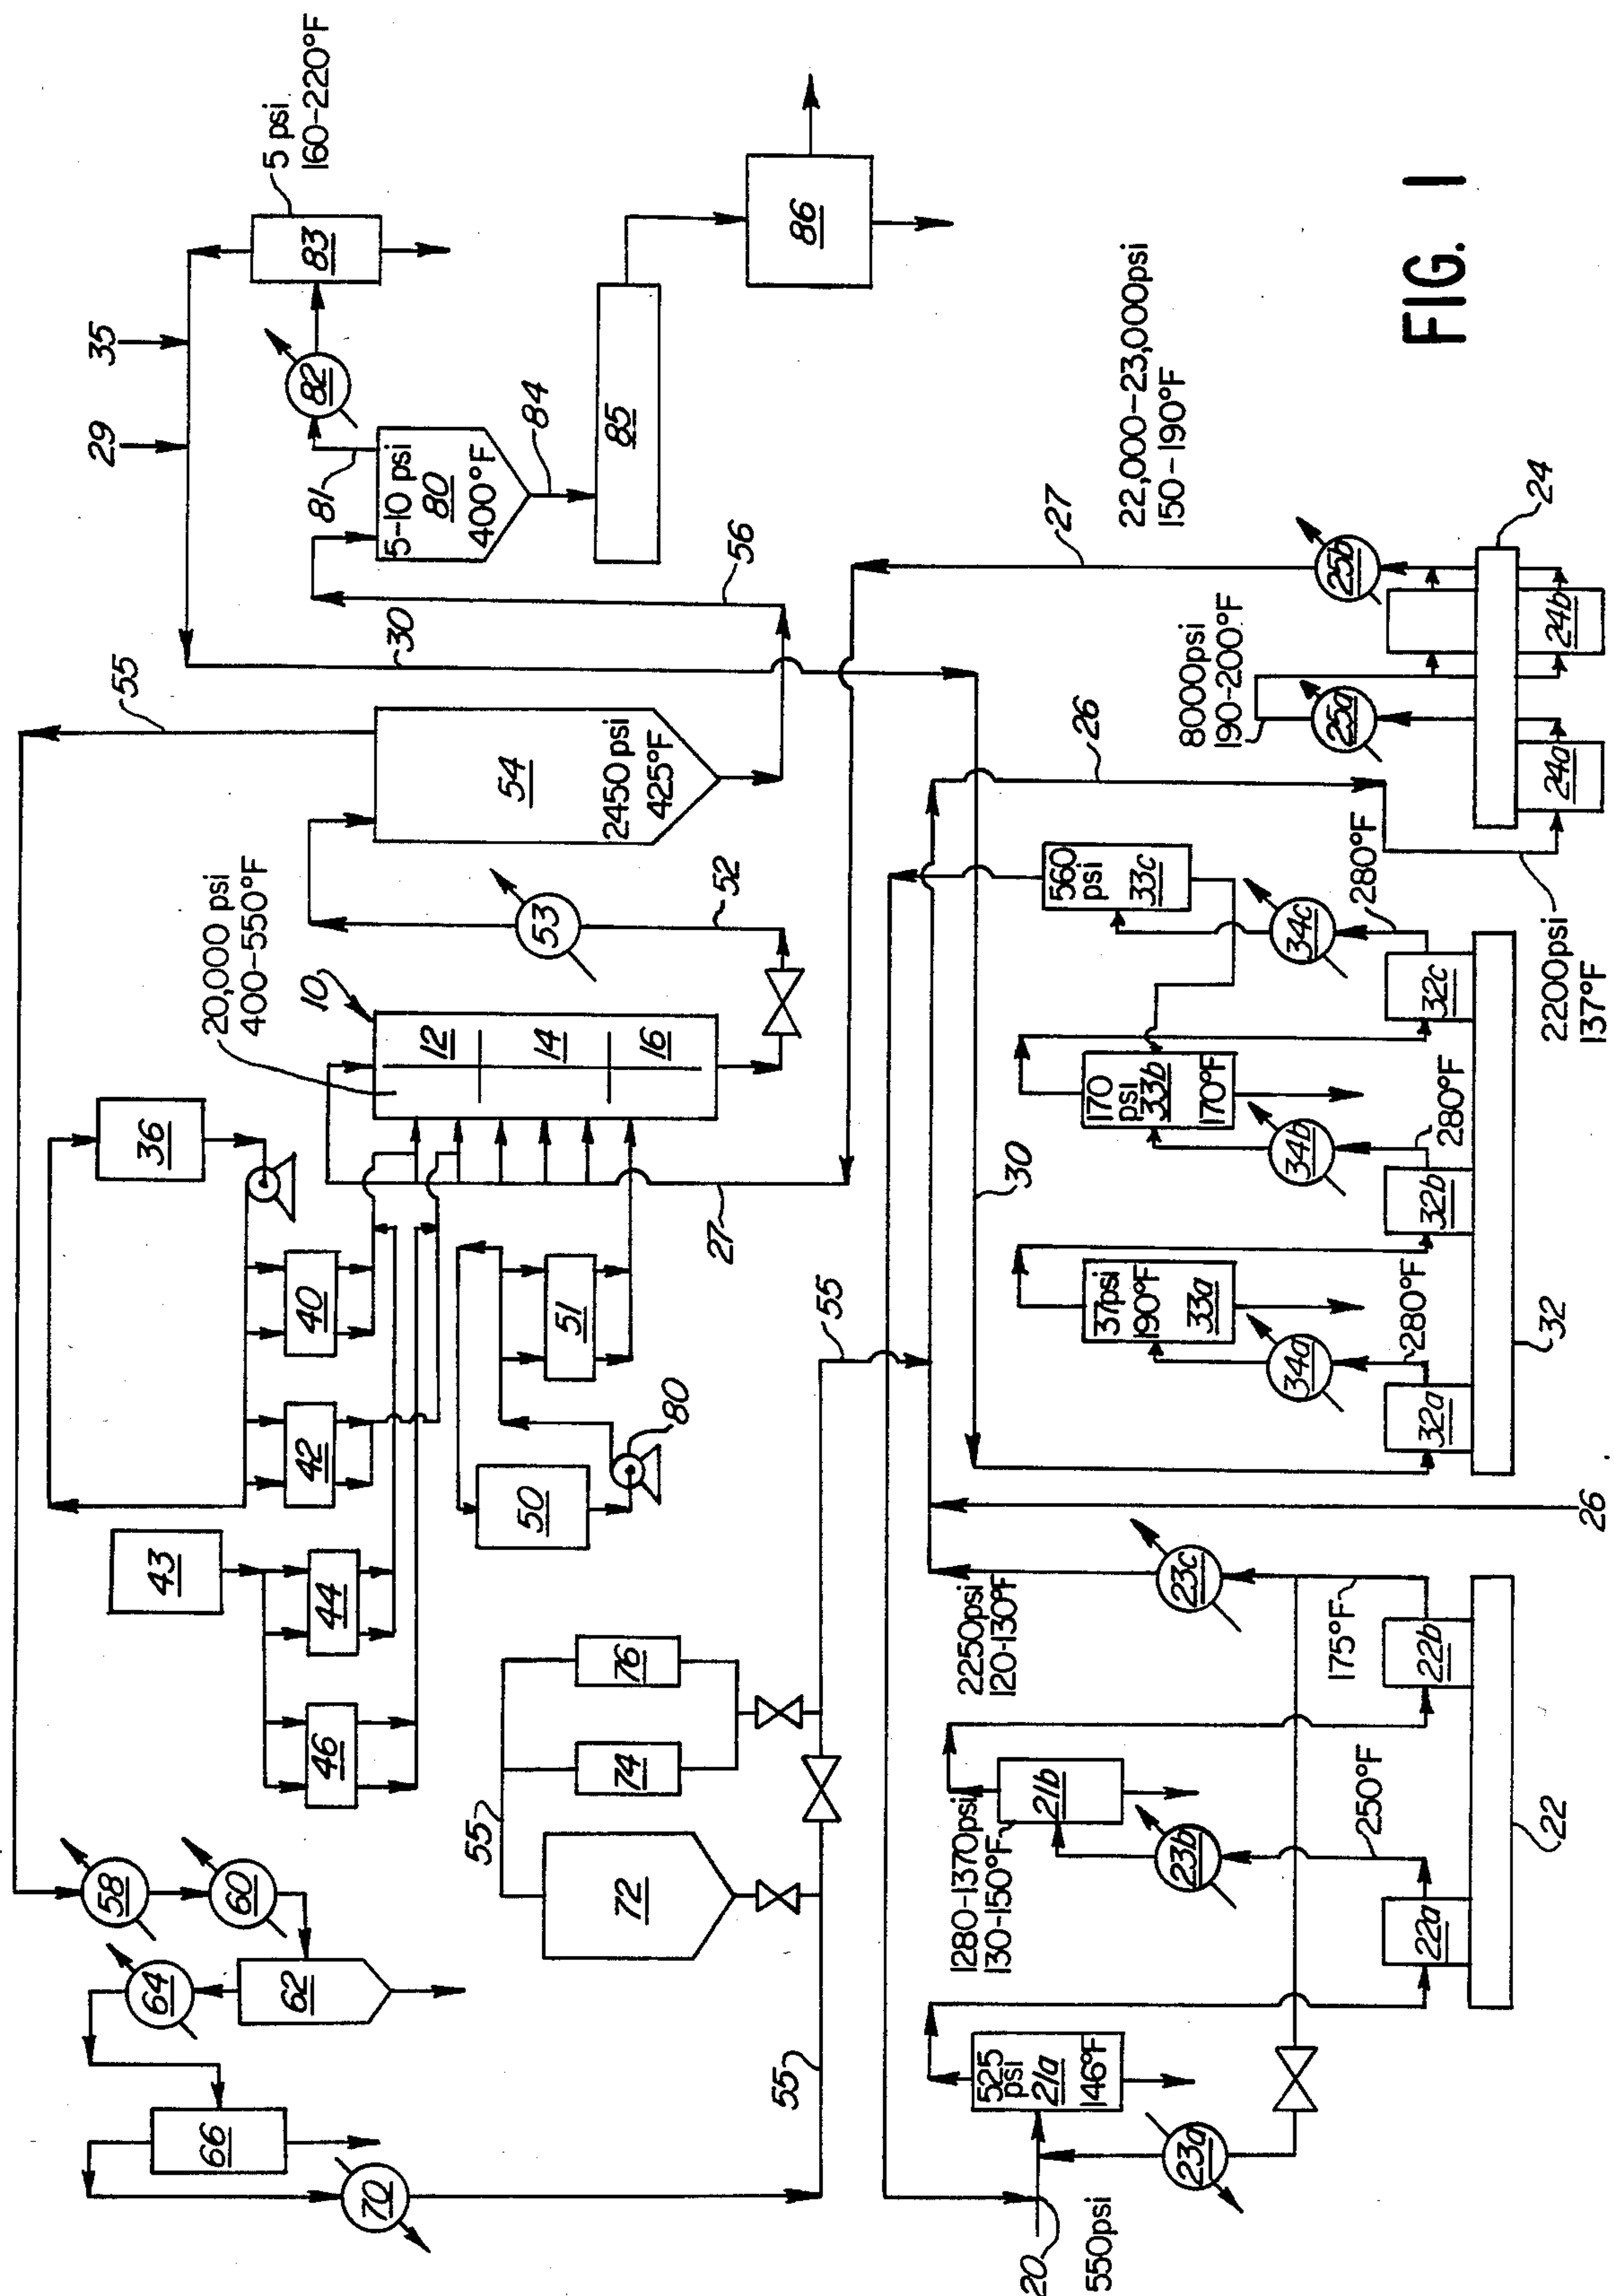 58
64
66
70
60
62
46
43
44
42
40
36
20,000 psi
400-550°F
10
12
14
16
55
29
35
5 psi
160-220°F
83
82
81
5-10 psi
80
400°F
84
30
54
2450 psi
425°F
53
52
56
85
86
55
72
74
76
50
51
80
27
55
55
22,000-23,000psi
150-190°F
27
20
550psi
525
psi
21a
146°F
23a
1280-1370psi
130-150°F
21b
23b
250°F
22a
22b
22
2250psi
120-130°F
23c
175°F
26
30
37psi
190°F
33a
34a
280°F
32a
170
psi
33b
170°F
34b
280°F
32b
560
psi
33c
34c
280°F
32c
32
26
8000psi
190-200°F
25a
25b
24
24a
24b
2200psi
137°F
FIG. 1